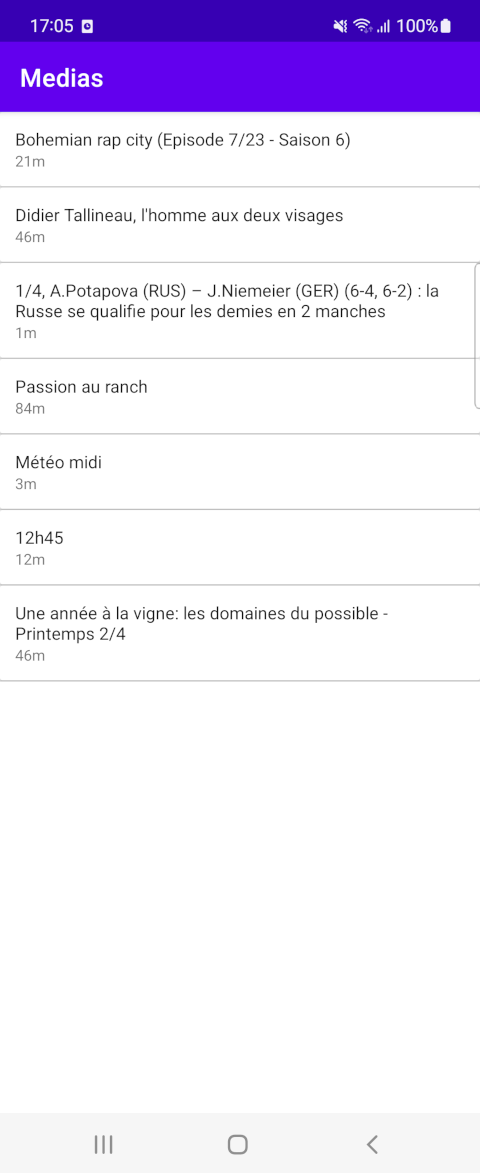 17:05
100%
Medias
Bohemian rap city (Episode 7/23 - Saison 6)
21m
Didier Tallineau, l'homme aux deux visages
46m
1/4, A.Potapova (RUS) – J.Niemeier (GER) (6-4, 6-2) : la
Russe se qualifie pour les demies en 2 manches
1m
Passion au ranch
84m
Météo midi
3m
12h45
12m
Une année à la vigne: les domaines du possible -
Printemps 2/4
46m